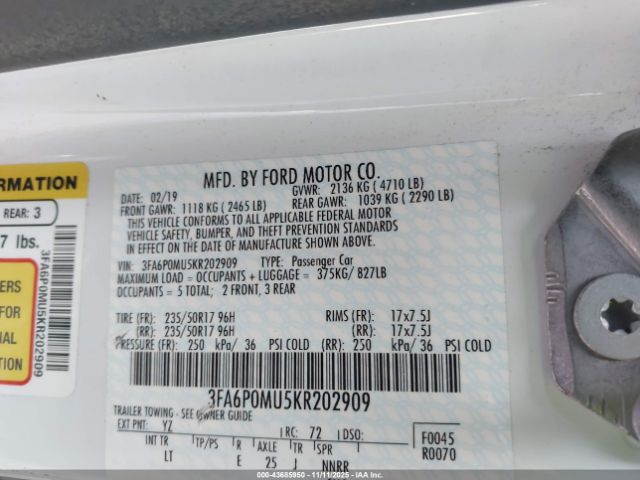 MFD. BY FORD MOTOR CO.
DATE: 02/19 GVWR: 2136 KG ( 4710 LB)
FRONT GAWR: 1118 KG ( 2465 LB) REAR GAWR: 1039 KG ( 2290 LB)
THIS VEHICLE CONFORMS TO ALL APPLICABLE FEDERAL MOTOR
VEHICLE SAFETY, BUMPER, AND THEFT PREVENTION STANDARDS
IN EFFECT ON THE DATE OF MANUFACTURE SHOWN ABOVE.
VIN: 3FA6P0MU5KR202909 TYPE: Passenger Car
MAXIMUM LOAD = OCCUPANTS + LUGGAGE = 375KG/ 827LB
OCCUPANTS = 5 TOTAL; 2 FRONT, 3 REAR
TIRE (FR): 235/50R17 96H RIMS (FR): 17x7.5J
(RR): 235/50R17 96H (RR): 17x7.5J
PRESSURE (FR): 250 kPa/ 36 PSI COLD (RR): 250 kPa/ 36 PSI COLD
3FA6P0MU5KR202909
TRAILER TOWING - SEE OWNER GUIDE
EXT PNT: YZ RC: 72 DSO: F0045
INT TR TP/PS R AXLE TR SPR R0070
LT E 25 J NNRR
RMATION
REAR: 3
7 lbs.
ERS
FOR
NAL
TION
3FA6P0MU5KR202909
© IAA - 43685950 - 11/11/2025 - IAAI.COM